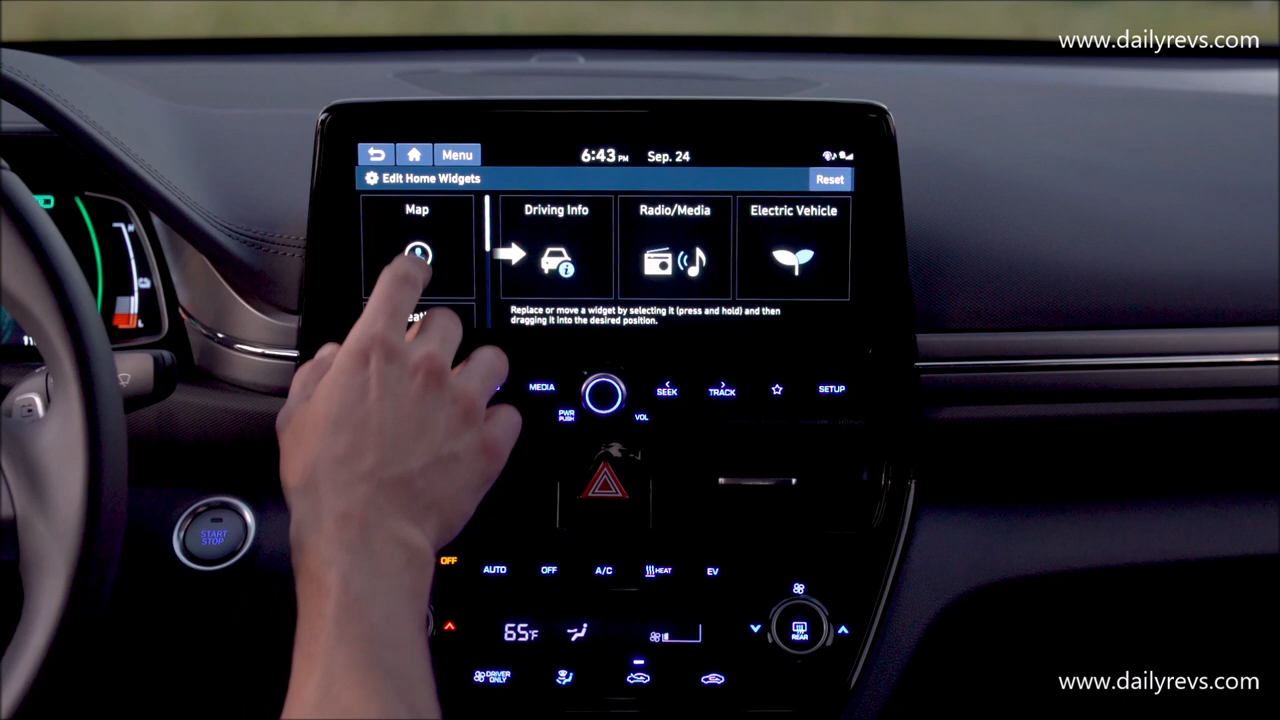 www.dailyrevs.com
Menu
6:43 PM Sep. 24
Edit Home Widgets
Reset
Map
Driving Info
Radio/Media
Electric Vehicle
Replace or move a widget by selecting it (press and hold) and then
dragging it into the desired position.
MEDIA
SEEK
TRACK
SETUP
PWR
PUSH
VOL
START
STOP
OFF
AUTO
OFF
A/C
HEAT
EV
65°F
REAR
DRIVER
ONLY
www.dailyrevs.com